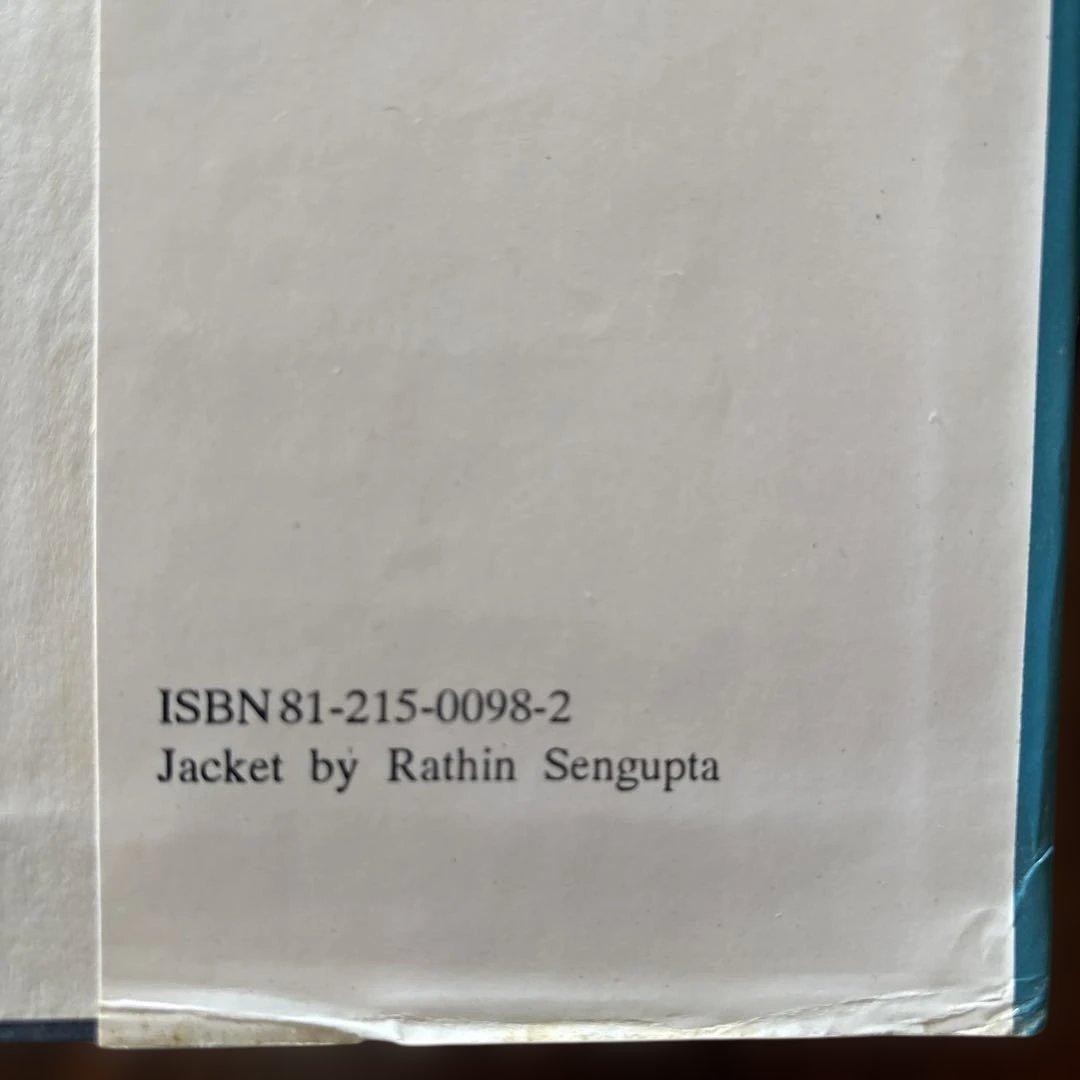 ISBN 81-215-0098-2
Jacket by Rathin Sengupta